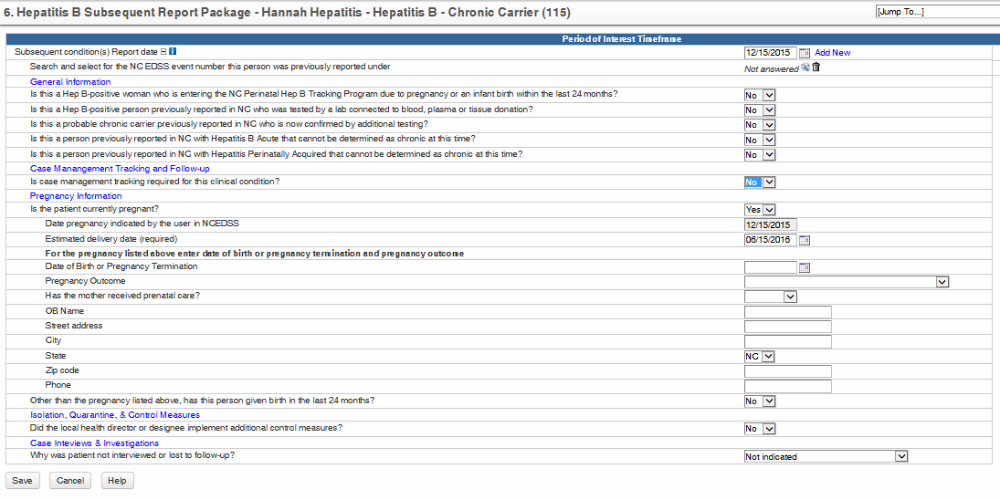 6. Hepatitis B Subsequent Report Package - Hannah Hepatitis - Hepatitis B - Chronic Carrier (115) [Jump To...]
Period of Interest Timeframe
Subsequent condition(s) Report date 12/15/2015 Add New
Search and select for the NC EDSS event number this person was previously reported under Not answered
General Information
Is this a Hep B-positive woman who is entering the NC Perinatal Hep B Tracking Program due to pregnancy or an infant birth within the last 24 months? No
Is this a Hep B-positive person previously reported in NC who was tested by a lab connected to blood, plasma or tissue donation? No
Is this a probable chronic carrier previously reported in NC who is now confirmed by additional testing? No
Is this a person previously reported in NC with Hepatitis B Acute that cannot be determined as chronic at this time? No
Is this a person previously reported in NC with Hepatitis Perinatally Acquired that cannot be determined as chronic at this time? No
Case Manangement Tracking and Follow-up
Is case management tracking required for this clinical condition? No
Pregnancy Information
Is the patient currently pregnant? Yes
Date pregnancy indicated by the user in NCEDSS 12/15/2015
Estimated delivery date (required) 06/15/2016
For the pregnancy listed above enter date of birth or pregnancy termination and pregnancy outcome
Date of Birth or Pregnancy Termination
Pregnancy Outcome
Has the mother received prenatal care?
OB Name
Street address
City
State NC
Zip code
Phone
Other than the pregnancy listed above, has this person given birth in the last 24 months? No
Isolation, Quarantine, & Control Measures
Did the local health director or designee implement additional control measures? No
Case Inteviews & Investigations
Why was patient not interviewed or lost to follow-up? Not indicated
Save Cancel Help